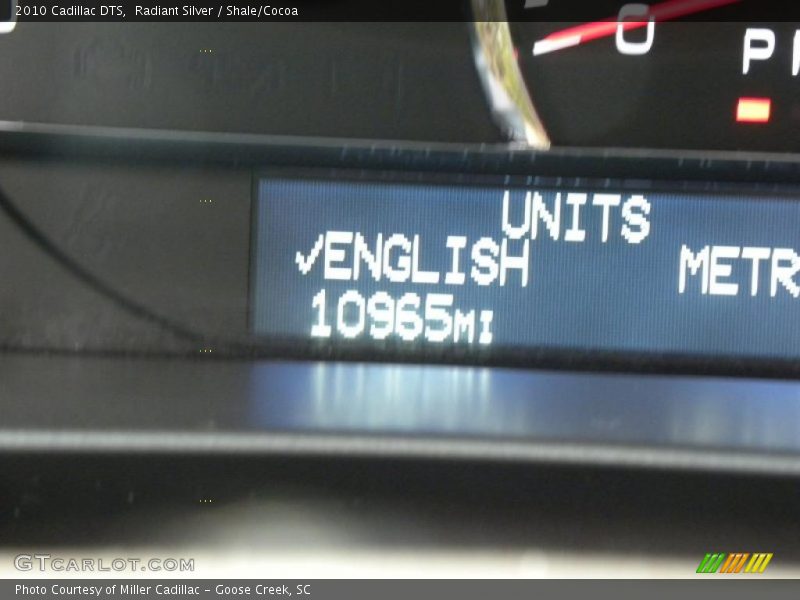 2010 Cadillac DTS,  Radiant Silver / Shale/Cocoa
0
P
UNITS
✓ENGLISH
10965MI
GTCARLOT.COM
Photo Courtesy of Miller Cadillac - Goose Creek, SC